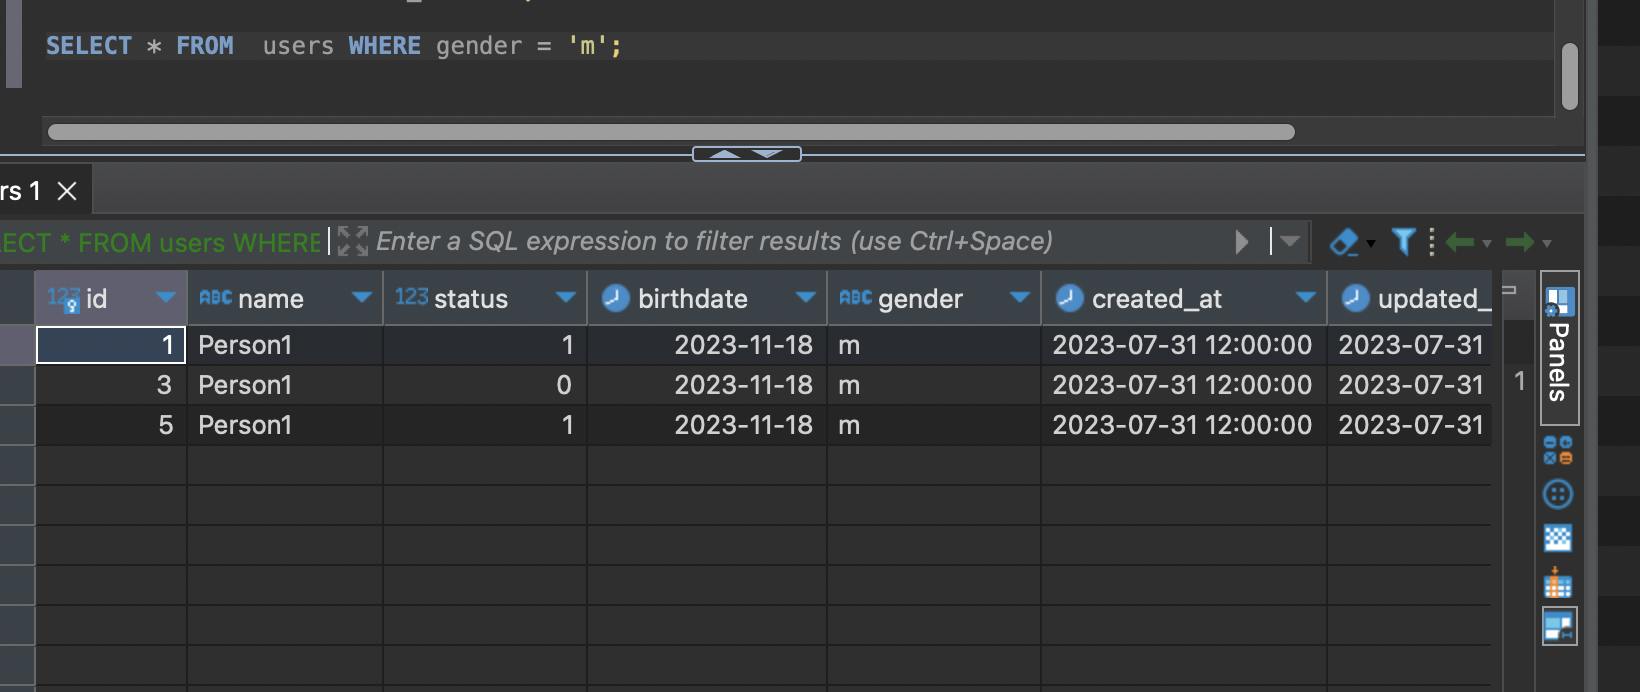 SELECT * FROM  users WHERE gender = 'm';
rs 1
ECT * FROM users WHERE Enter a SQL expression to filter results (use Ctrl+Space)
123 id ABC name 123 status birthdate ABC gender created_at updated_
1 Person1 1 2023-11-18 m 2023-07-31 12:00:00 2023-07-31
3 Person1 0 2023-11-18 m 2023-07-31 12:00:00 2023-07-31
5 Person1 1 2023-11-18 m 2023-07-31 12:00:00 2023-07-31
1
Panels